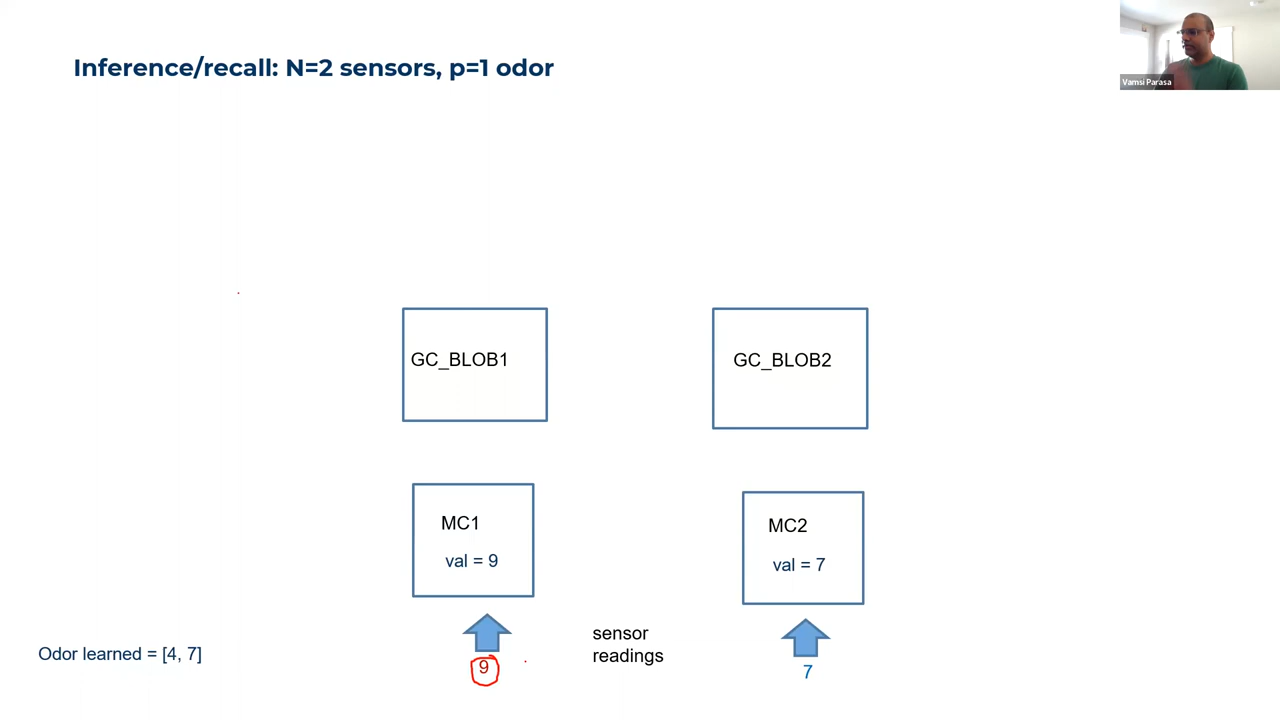 Inference/recall: N=2 sensors, p=1 odor
Vamsi Parasa
GC_BLOB1
GC_BLOB2
MC1
val = 9
MC2
val = 7
sensor
readings
Odor learned = [4, 7]
9
7